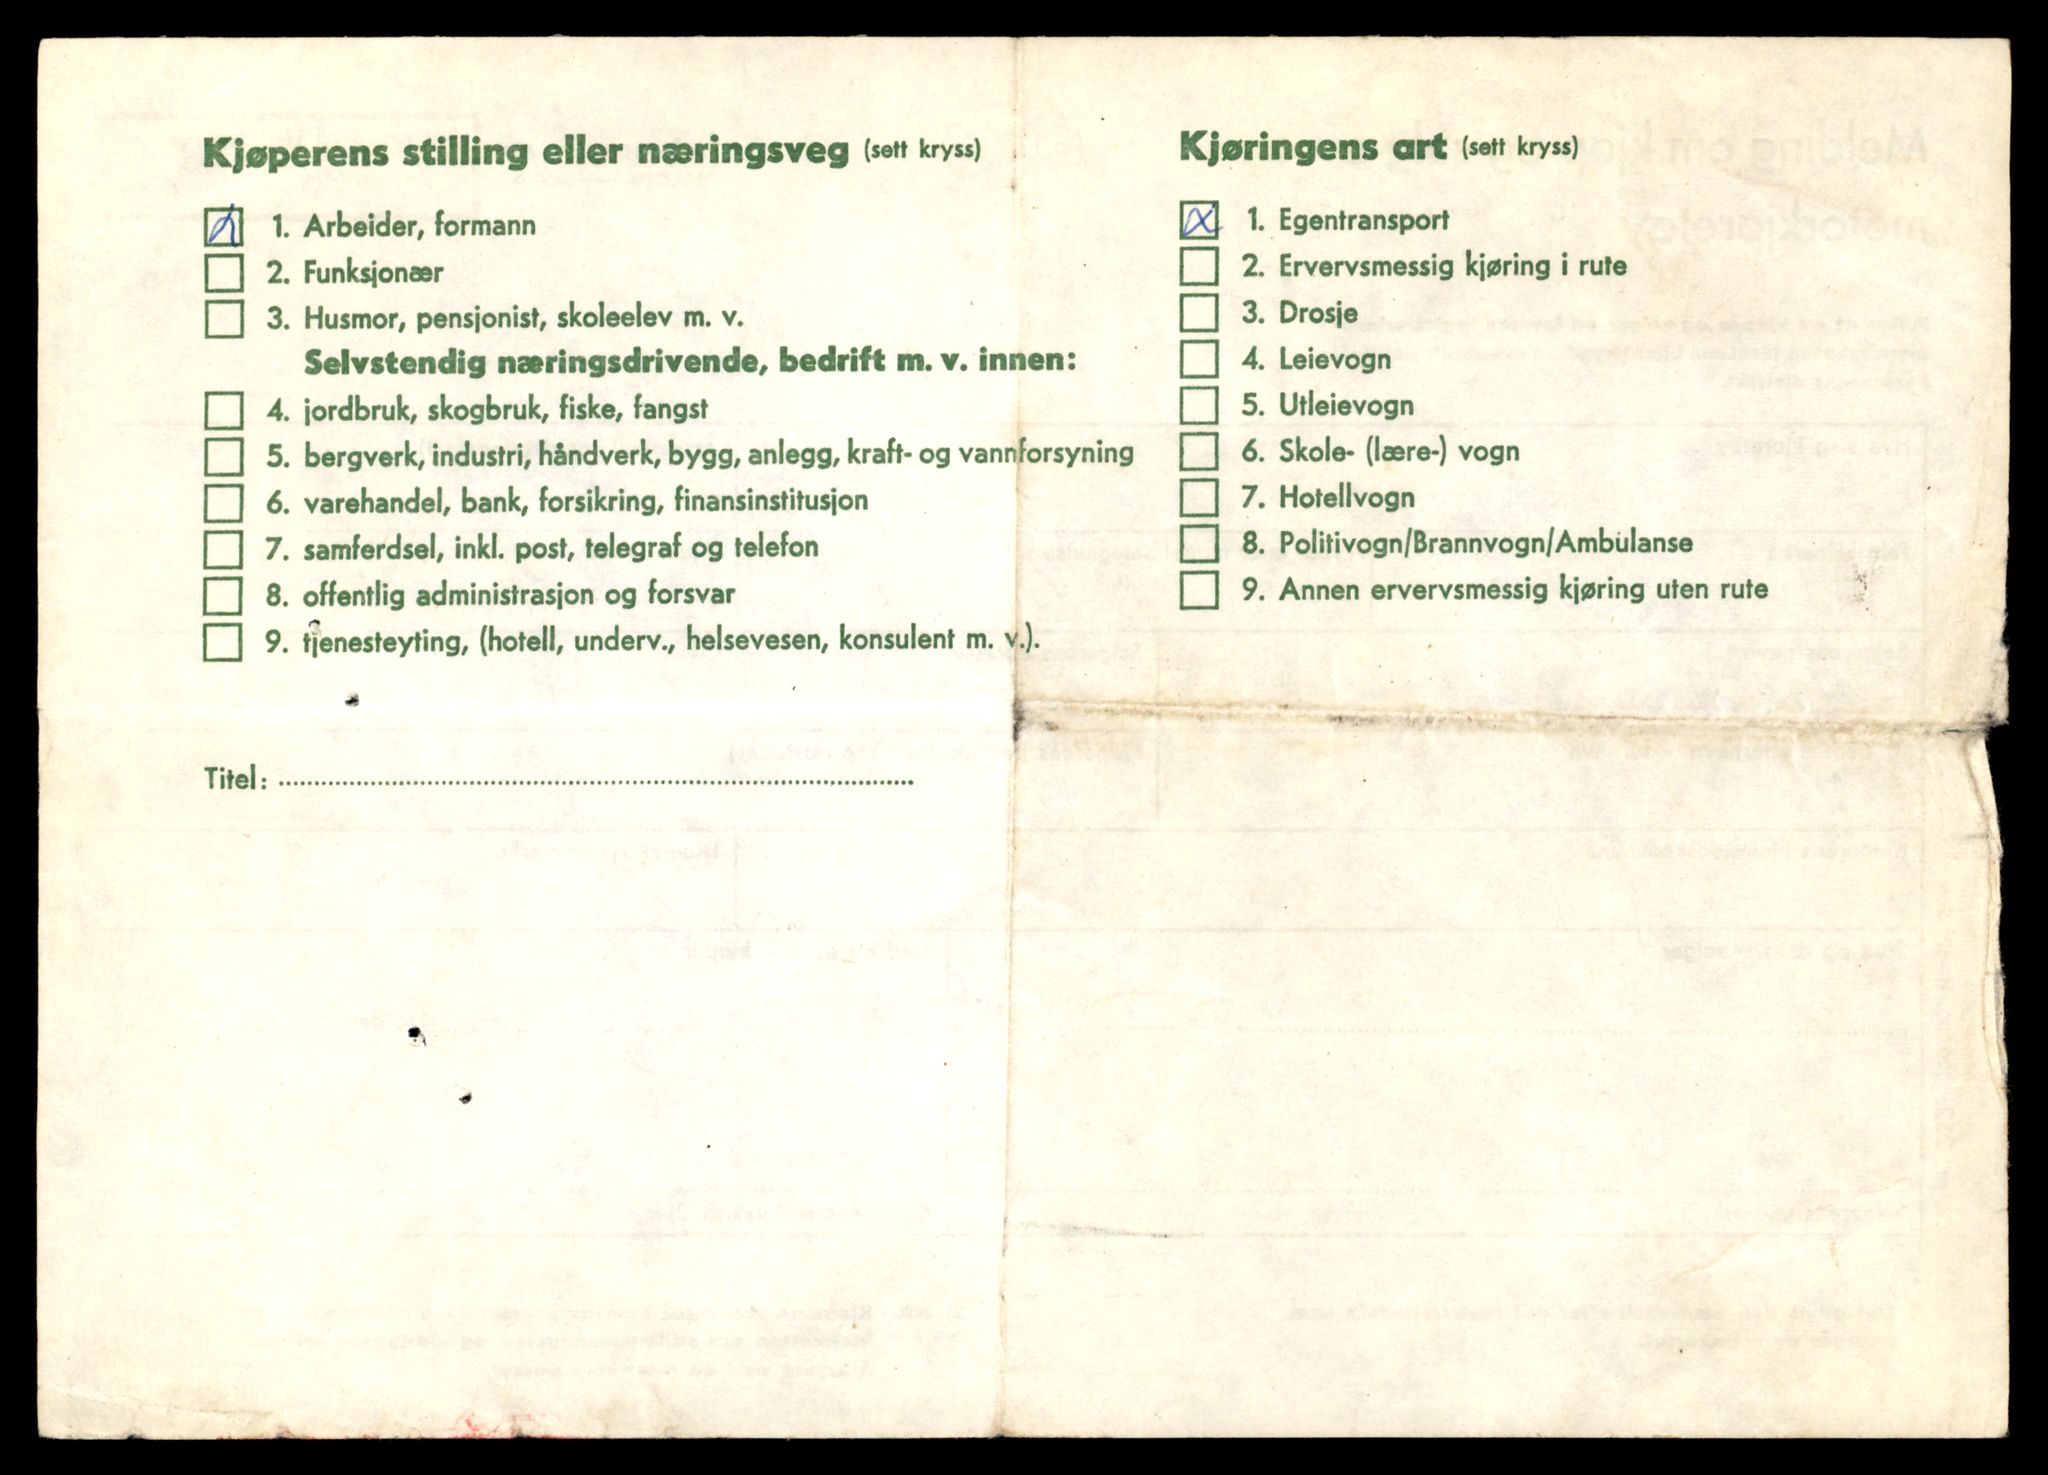 Kjøperens stilling eller næringsveg (sett kryss)
1. Arbeider, formann
2. Funksjonær
3. Husmor, pensjonist, skoleelev m. v.
Selvstendig næringsdrivende, bedrift m. v. innen:
4. jordbruk, skogbruk, fiske, fangst
5. bergverk, industri, håndverk, bygg, anlegg, kraft- og vannforsyning
6. varehandel, bank, forsikring, finansinstitusjon
7. samferdsel, inkl. post, telegraf og telefon
8. offentlig administrasjon og forsvar
9. tjenesteyting, (hotell, underv., helsevesen, konsulent m. v.).
Titel:
Kjøringens art (sett kryss)
1. Egentransport
2. Ervervsmessig kjøring i rute
3. Drosje
4. Leievogn
5. Utleievogn
6. Skole- (lære-) vogn
7. Hotellvogn
8. Politivogn/Brannvogn/Ambulanse
9. Annen ervervsmessig kjøring uten rute